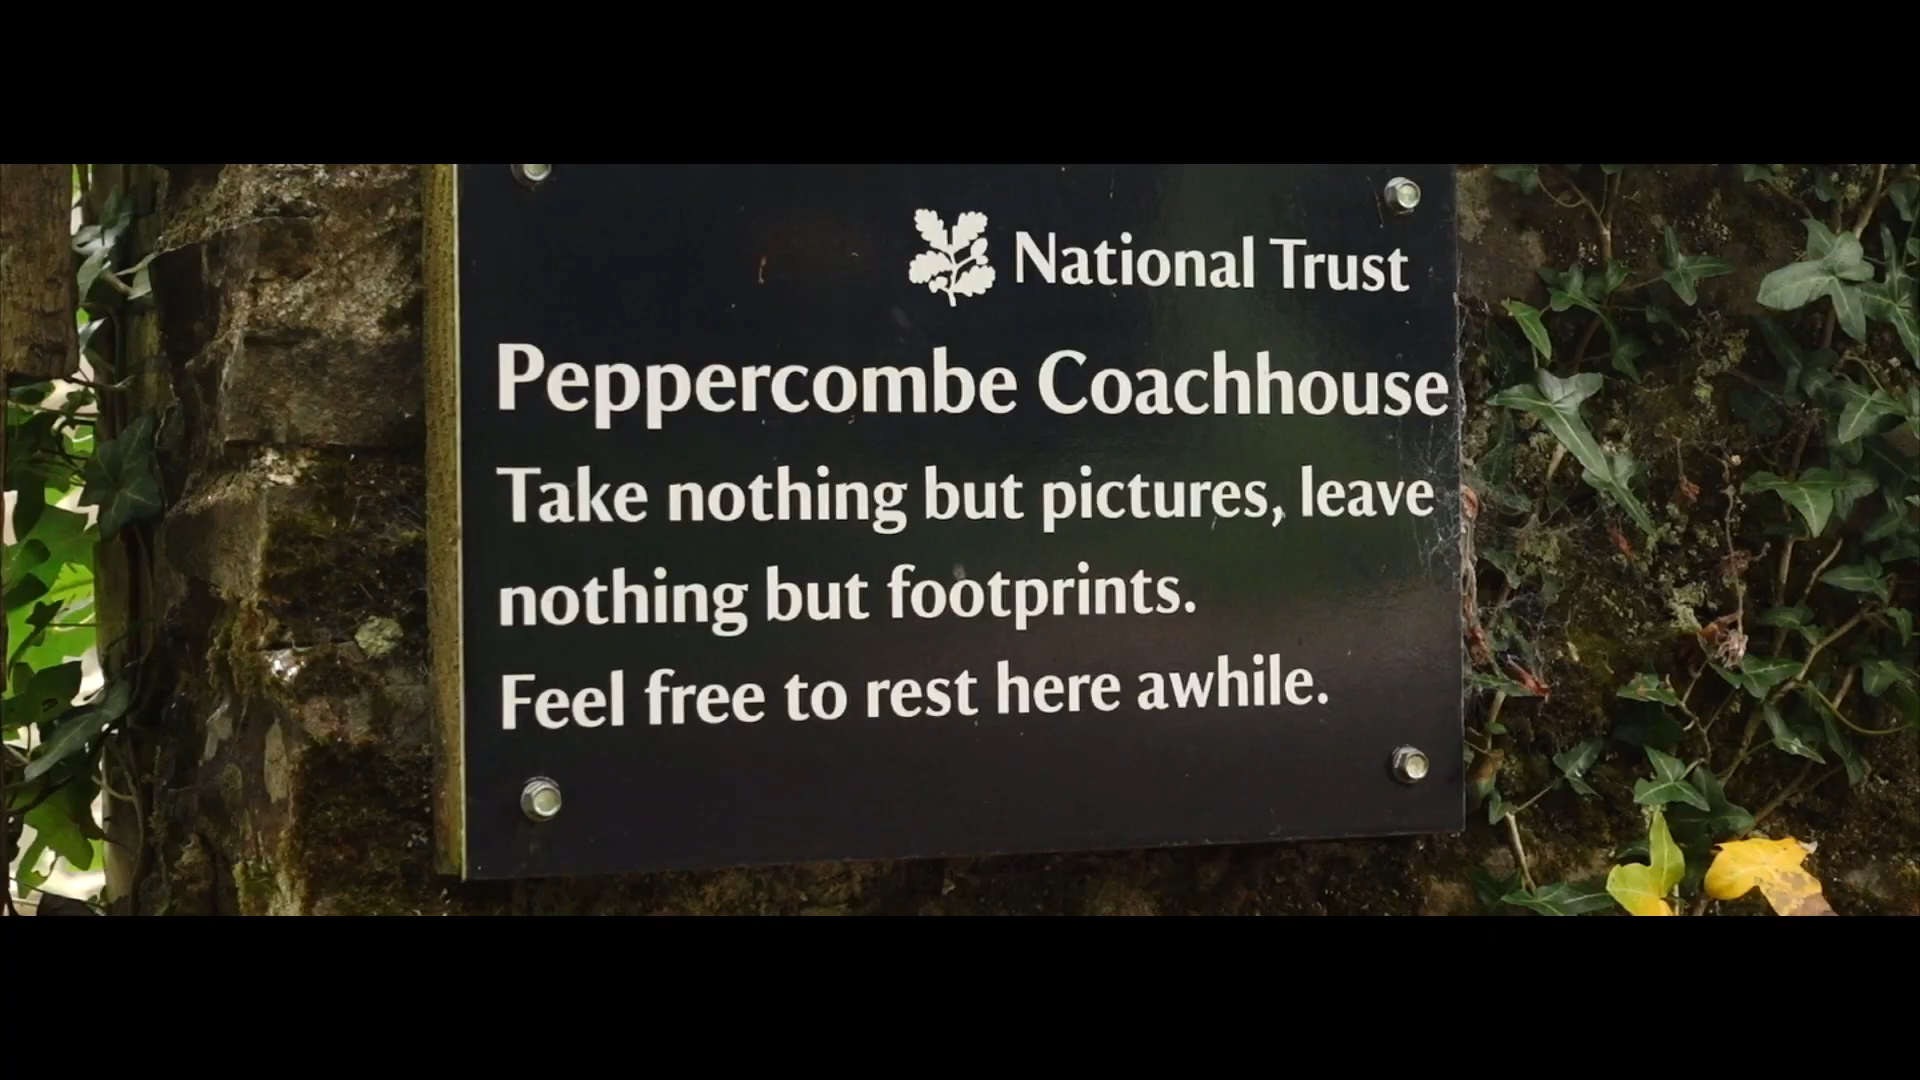 National Trust
Peppercombe Coachhouse
Take nothing but pictures, leave
nothing but footprints.
Feel free to rest here awhile.